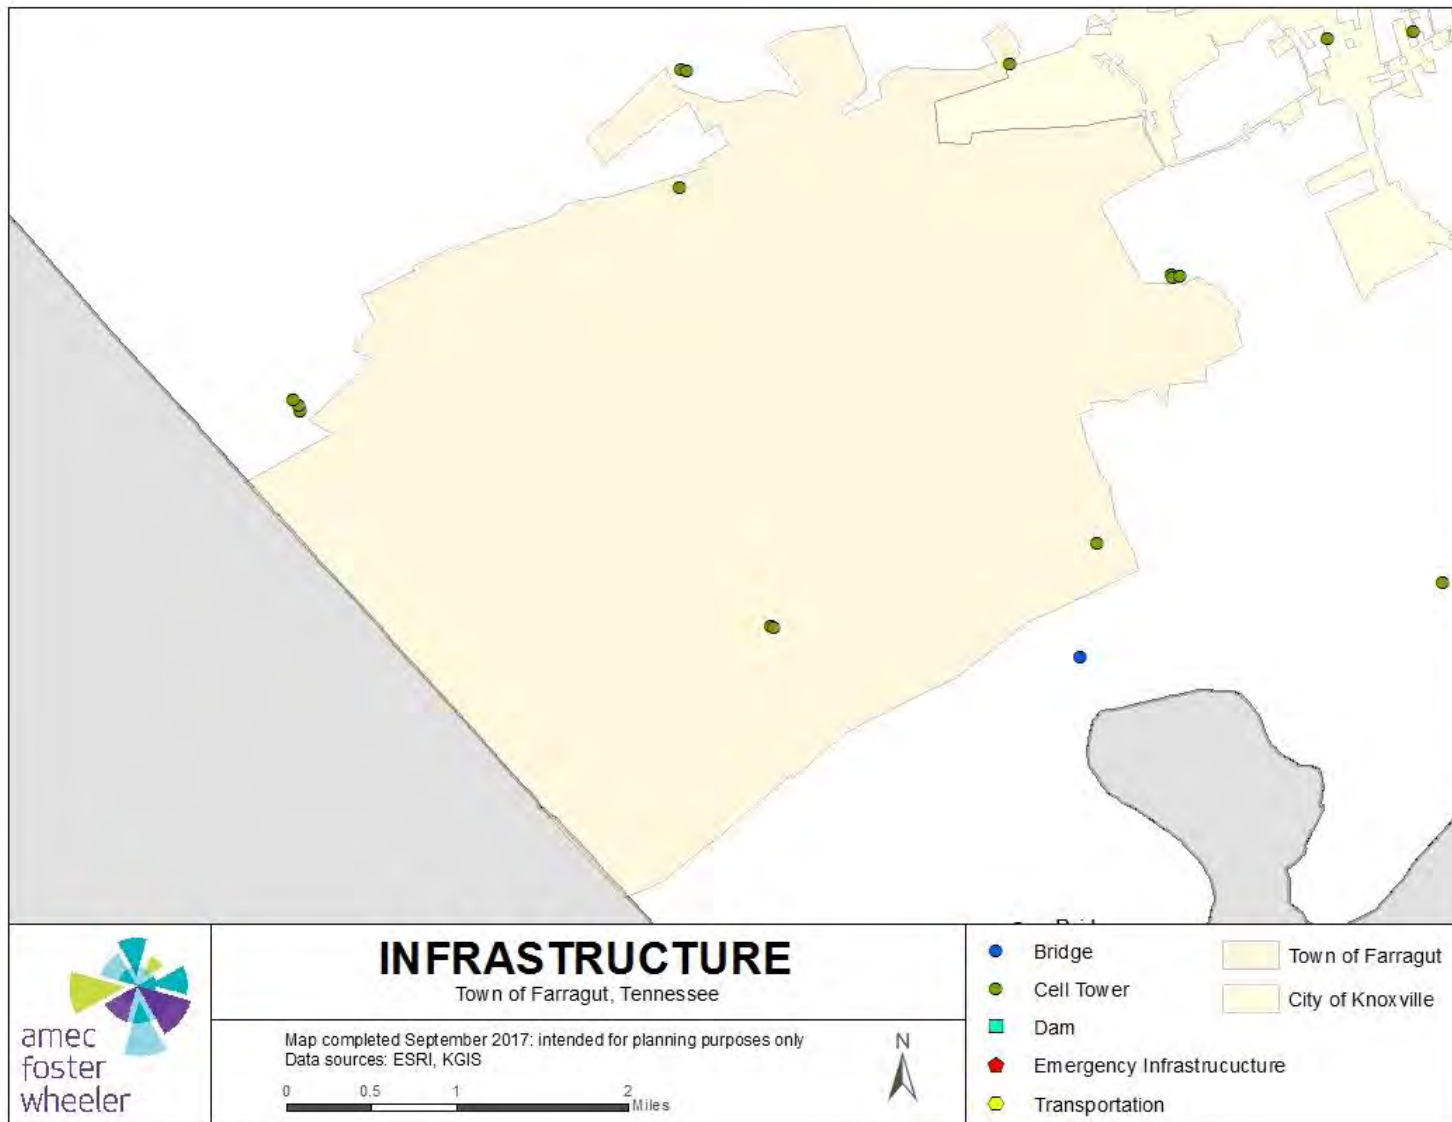 amec
foster
wheeler
INFRASTRUCTURE
Town of Farragut, Tennessee
Map completed September 2017: intended for planning purposes only
Data sources: ESRI, KGIS
0 0.5 1 2
Miles
N
Bridge
Cell Tower
Dam
Emergency Infrastrucucture
Transportation
Town of Farragut
City of Knoxville